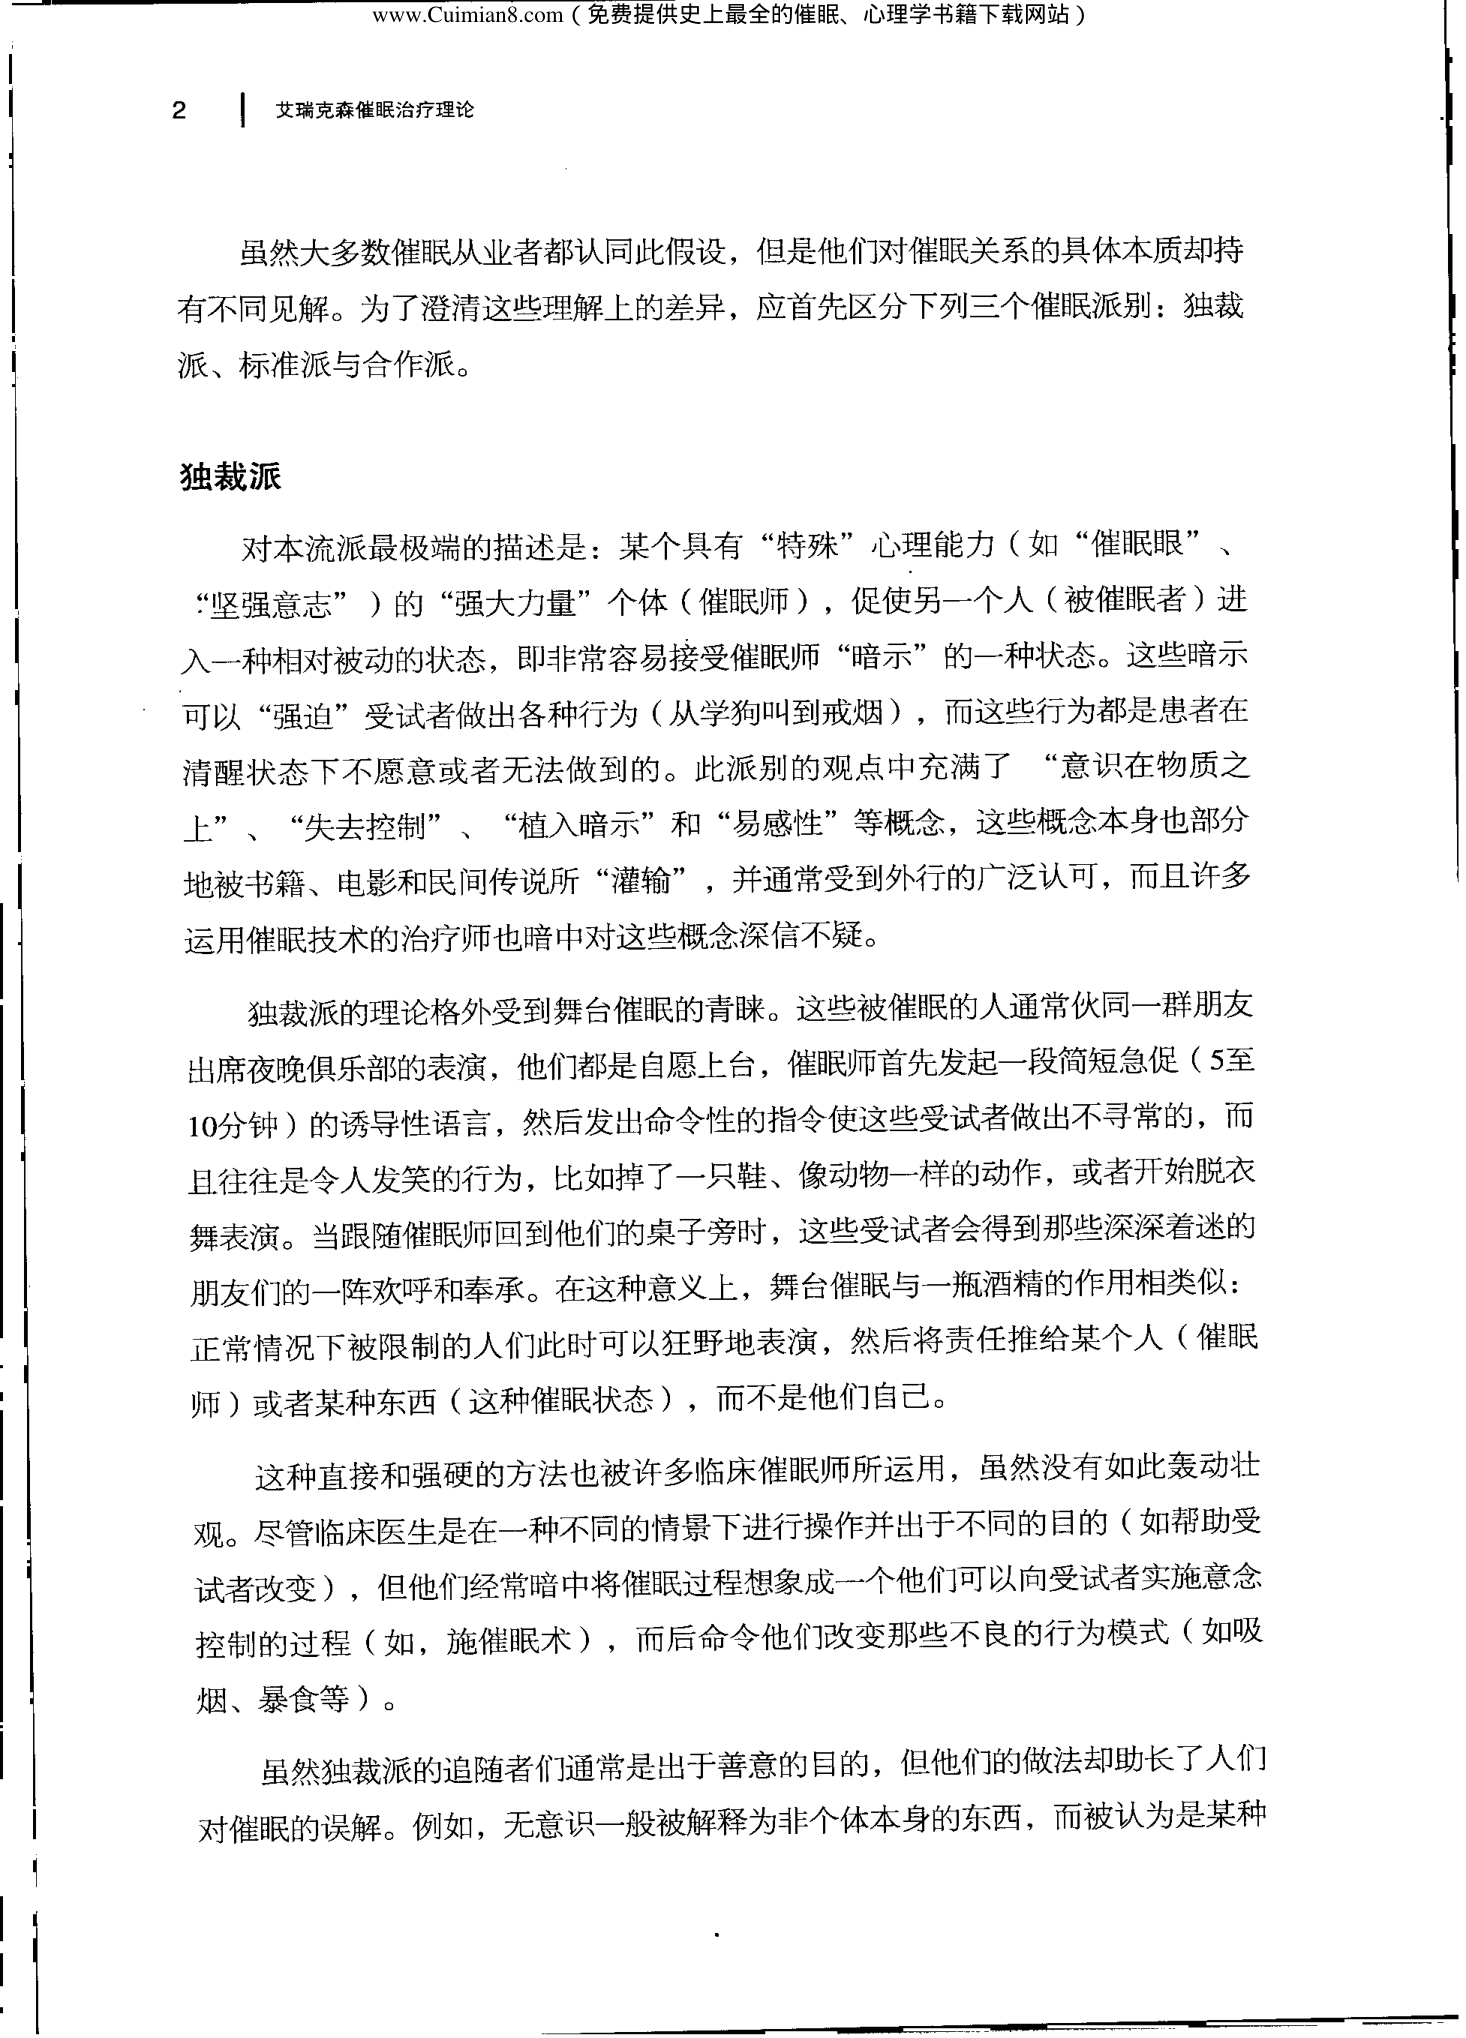 www.Cuimian8.com（免费提供史上最全的催眠、心理学书籍下载网站）
2 艾瑞克森催眠治疗理论
虽然大多数催眠从业者都认同此假设，但是他们对催眠关系的具体本质却持
有不同见解。为了澄清这些理解上的差异，应首先区分下列三个催眠派别：独裁
派、标准派与合作派。
独裁派
对本流派最极端的描述是：某个具有“特殊”心理能力（如“催眠眼”、
“坚强意志”）的“强大力量”个体（催眠师），促使另一个人（被催眠者）进
入一种相对被动的状态，即非常容易接受催眠师“暗示”的一种状态。这些暗示
可以“强迫”受试者做出各种行为（从学狗叫到戒烟），而这些行为都是患者在
清醒状态下不愿意或者无法做到的。此派别的观点中充满了 “意识在物质之
上”、“失去控制”、“植入暗示”和“易感性”等概念，这些概念本身也部分
地被书籍、电影和民间传说所“灌输”，并通常受到外行的广泛认可，而且许多
运用催眠技术的治疗师也暗中对这些概念深信不疑。
独裁派的理论格外受到舞台催眠的青睐。这些被催眠的人通常伙同一群朋友
出席夜晚俱乐部的表演，他们都是自愿上台，催眠师首先发起一段简短急促（5至
10分钟）的诱导性语言，然后发出命令性的指令使这些受试者做出不寻常的，而
且往往是令人发笑的行为，比如掉了一只鞋、像动物一样的动作，或者开始脱衣
舞表演。当跟随催眠师回到他们的桌子旁时，这些受试者会得到那些深深着迷的
朋友们的一阵欢呼和奉承。在这种意义上，舞台催眠与一瓶酒精的作用相类似：
正常情况下被限制的人们此时可以狂野地表演，然后将责任推给某个人（催眠
师）或者某种东西（这种催眠状态），而不是他们自己。
这种直接和强硬的方法也被许多临床催眠师所运用，虽然没有如此轰动壮
观。尽管临床医生是在一种不同的情景下进行操作并出于不同的目的（如帮助受
试者改变），但他们经常暗中将催眠过程想象成一个他们可以向受试者实施意念
控制的过程（如，施催眠术），而后命令他们改变那些不良的行为模式（如吸
烟、暴食等）。
虽然独裁派的追随者们通常是出于善意的目的，但他们的做法却助长了人们
对催眠的误解。例如，无意识一般被解释为非个体本身的东西，而被认为是某种